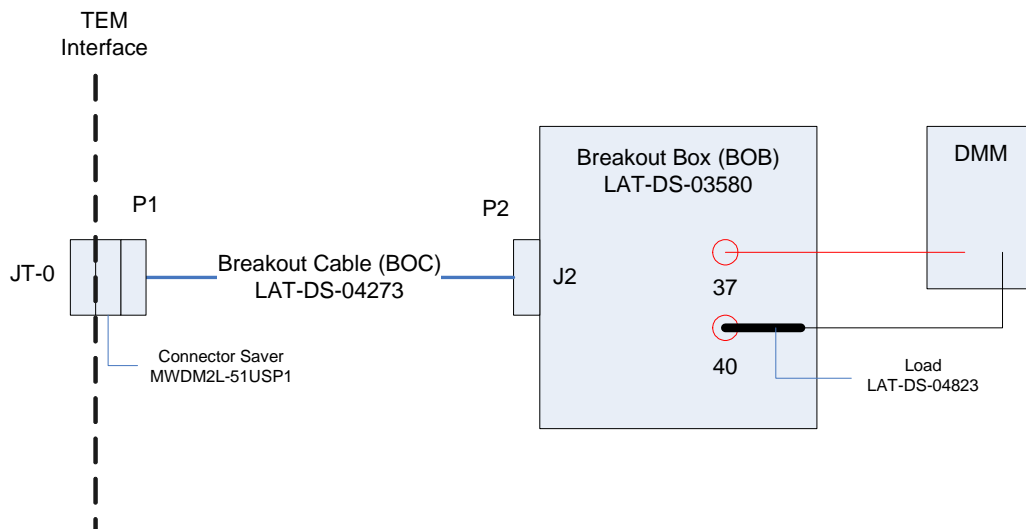 TEM
Interface
P1
P2
JT-0
Breakout Cable (BOC)
LAT-DS-04273
Connector Saver
MWDM2L-51USP1
Breakout Box (BOB)
LAT-DS-03580
J2
37
40
DMM
Load
LAT-DS-04823